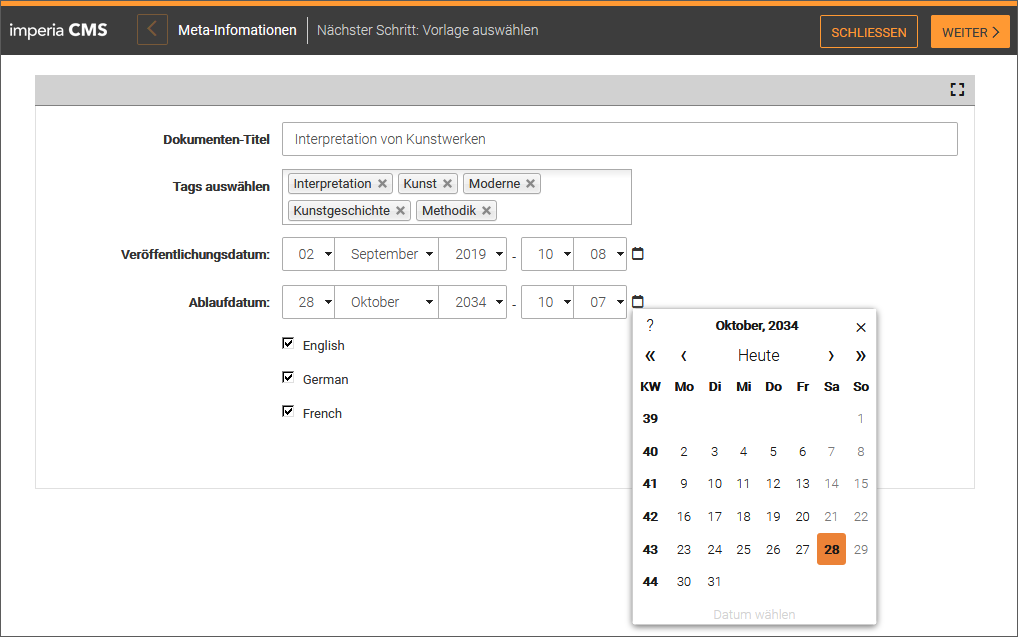 imperia CMS Meta-Infomationen Nächster Schritt: Vorlage auswählen SCHLIESSEN WEITER
Dokumenten-Titel Interpretation von Kunstwerken
Tags auswählen Interpretation × Kunst × Moderne ×
Kunstgeschichte × Methodik ×
Veröffentlichungsdatum: 02 September 2019 - 10 08
Ablaufdatum: 28 Oktober 2034 - 10 07
English
German
French
? Oktober, 2034 ×
« ‹ Heute › »
KW Mo Di Mi Do Fr Sa So
39 1
40 2 3 4 5 6 7 8
41 9 10 11 12 13 14 15
42 16 17 18 19 20 21 22
43 23 24 25 26 27 28 29
44 30 31
Datum wählen